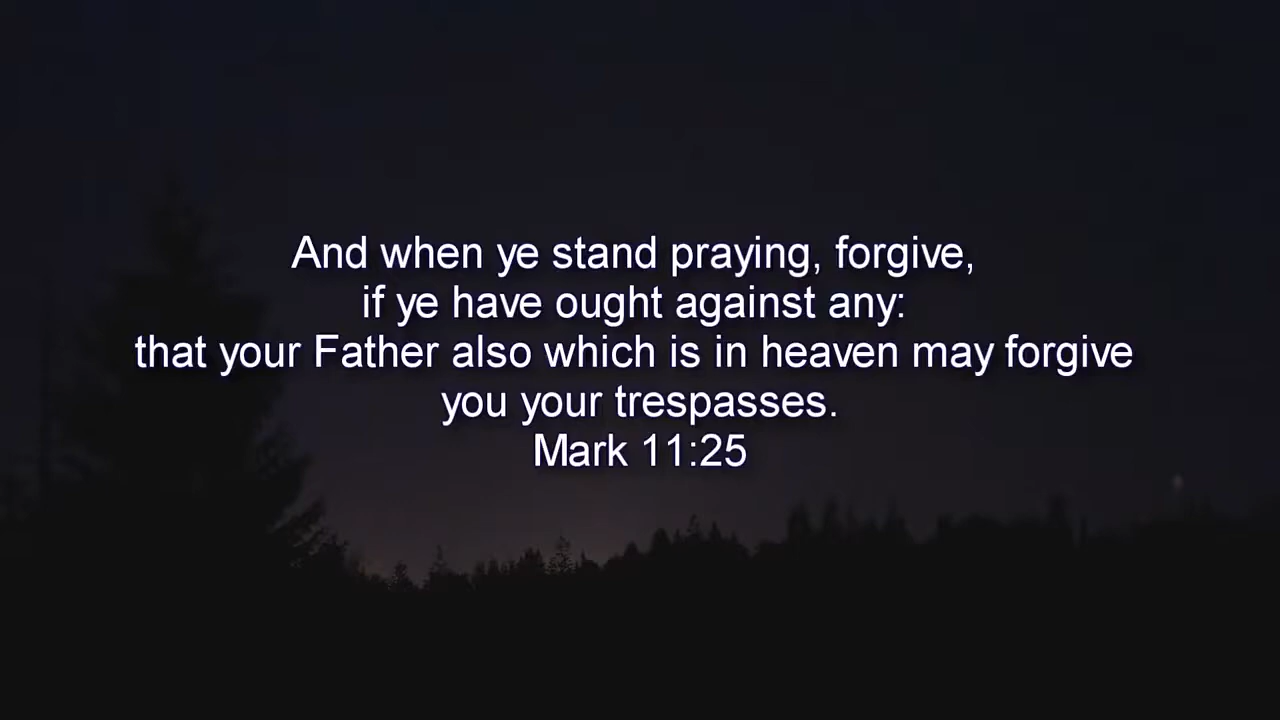 And when ye stand praying, forgive,
if ye have ought against any:
that your Father also which is in heaven may forgive
you your trespasses.
Mark 11:25